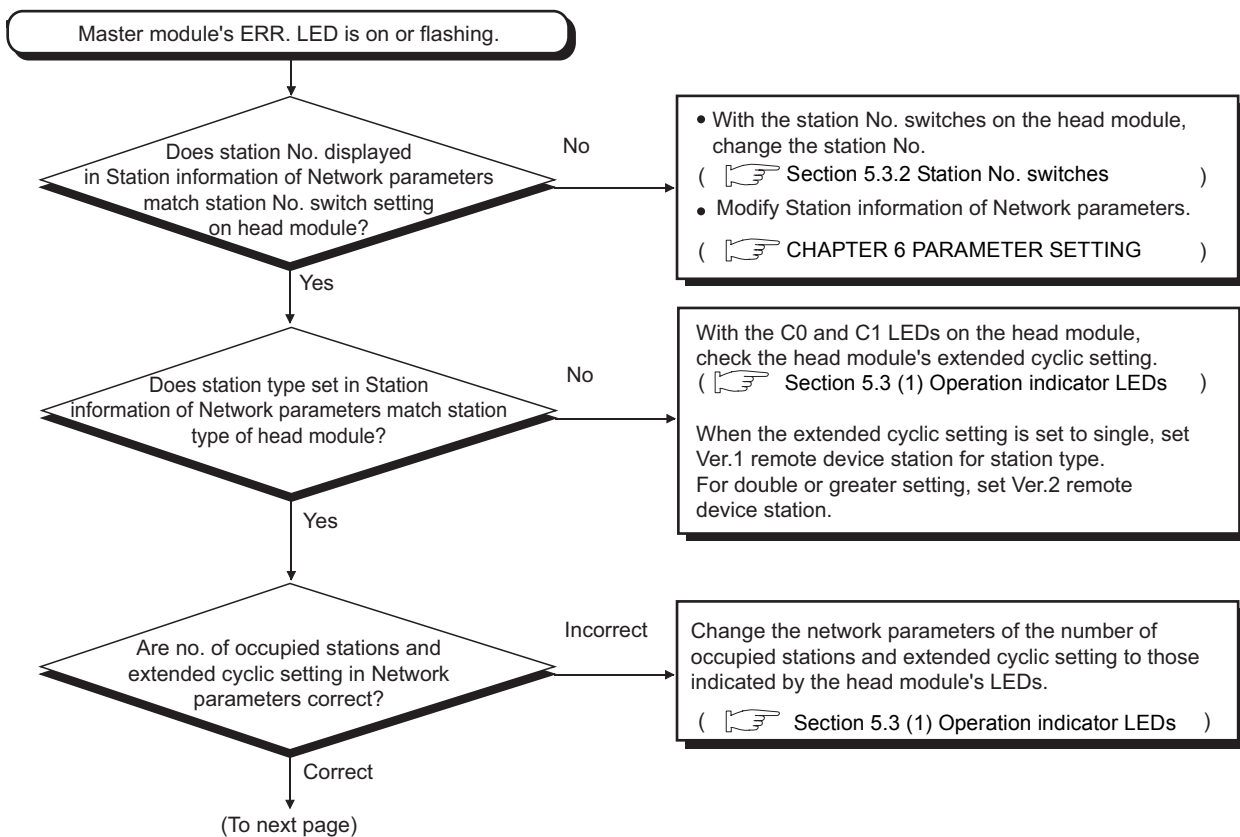 Master module's ERR. LED is on or flashing.
Does station No. displayed
in Station information of Network parameters
match station No. switch setting
on head module?
No
• With the station No. switches on the head module,
change the station No.
( Section 5.3.2 Station No. switches )
• Modify Station information of Network parameters.
( CHAPTER 6 PARAMETER SETTING )
Yes
Does station type set in Station
information of Network parameters match station
type of head module?
No
With the C0 and C1 LEDs on the head module,
check the head module's extended cyclic setting.
( Section 5.3 (1) Operation indicator LEDs )
When the extended cyclic setting is set to single, set
Ver.1 remote device station for station type.
For double or greater setting, set Ver.2 remote
device station.
Yes
Are no. of occupied stations and
extended cyclic setting in Network
parameters correct?
Incorrect
Change the network parameters of the number of
occupied stations and extended cyclic setting to those
indicated by the head module's LEDs.
( Section 5.3 (1) Operation indicator LEDs )
Correct
(To next page)